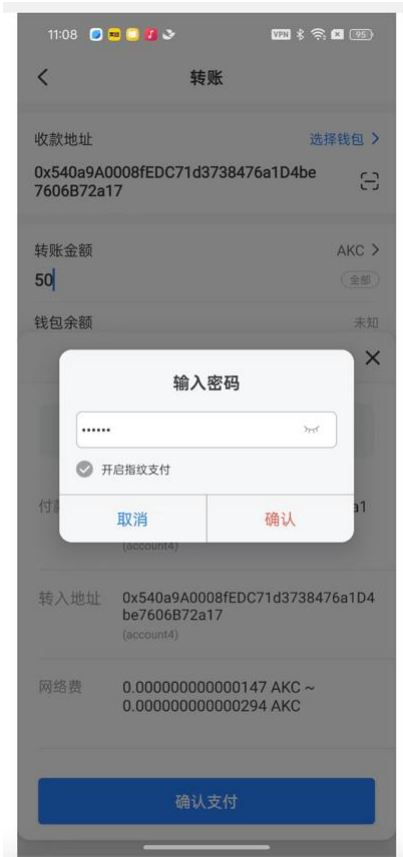 11:08
VPN
95
转账
收款地址
选择钱包
0x540a9A0008fEDC71d3738476a1D4be
7606B72a17
转账金额
AKC
50
全部
钱包余额
未知
输入密码
••••••
开启指纹支付
取消
确认
a1
(account4)
转入地址
0x540a9A0008fEDC71d3738476a1D4
be7606B72a17
(account4)
网络费
0.000000000000147 AKC ~
0.000000000000294 AKC
确认支付